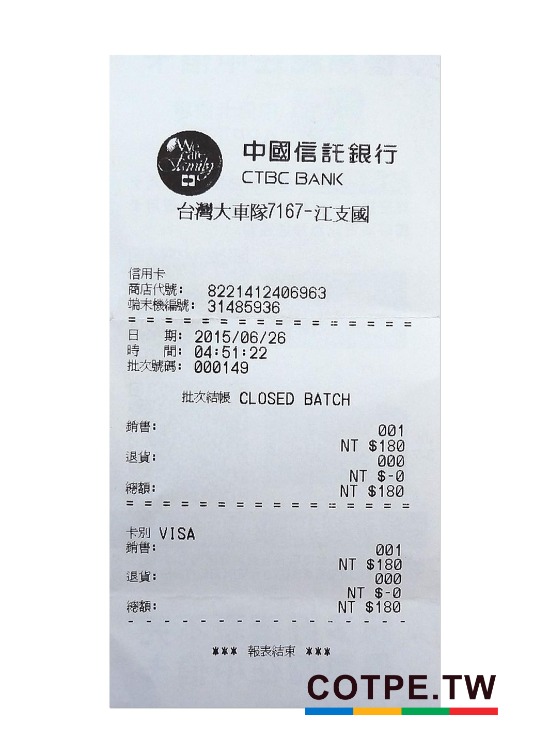 We are Family
中國信託銀行
CTBC BANK
台灣大車隊7167-江支國
信用卡
商店代號: 8221412406963
端末機編號: 31485936
= = = = = = = = = = = = = = = = = =
日 期: 2015/06/26
時 間: 04:51:22
批次號碼: 000149
批次結帳 CLOSED BATCH
銷售: 001
NT $180
退貨: 000
NT $-0
總額: NT $180
= = = = = = = = = = = = = = = = = =
卡別 VISA
銷售: 001
NT $180
退貨: 000
NT $-0
總額: NT $180
- - - - - - - - - - - - - - - - - -
*** 報表結束 ***
COTPE.TW